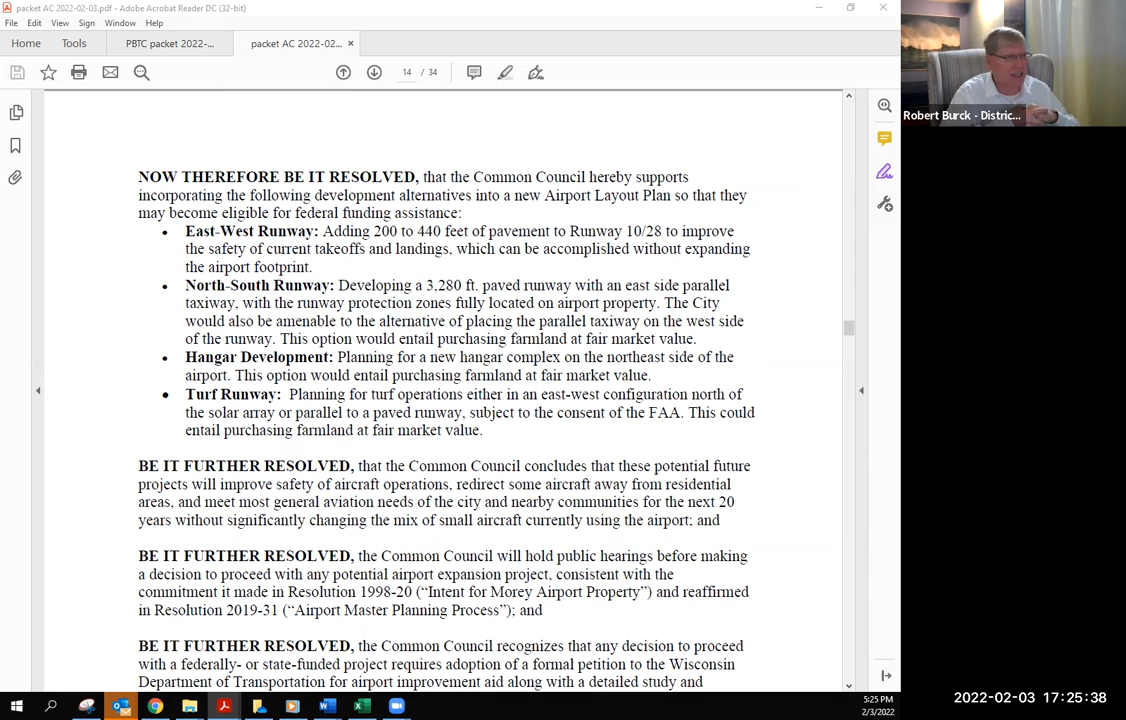 packet AC 2022-02-03.pdf - Adobe Acrobat Reader DC (32-bit)
File Edit View Sign Window Help
Home Tools PBTC packet 2022-... packet AC 2022-02... ×
14 / 34
Robert Burck - Distric...
NOW THEREFORE BE IT RESOLVED, that the Common Council hereby supports
incorporating the following development alternatives into a new Airport Layout Plan so that they
may become eligible for federal funding assistance:
• East-West Runway: Adding 200 to 440 feet of pavement to Runway 10/28 to improve
the safety of current takeoffs and landings, which can be accomplished without expanding
the airport footprint.
• North-South Runway: Developing a 3,280 ft. paved runway with an east side parallel
taxiway, with the runway protection zones fully located on airport property. The City
would also be amenable to the alternative of placing the parallel taxiway on the west side
of the runway. This option would entail purchasing farmland at fair market value.
• Hangar Development: Planning for a new hangar complex on the northeast side of the
airport. This option would entail purchasing farmland at fair market value.
• Turf Runway: Planning for turf operations either in an east-west configuration north of
the solar array or parallel to a paved runway, subject to the consent of the FAA. This could
entail purchasing farmland at fair market value.
BE IT FURTHER RESOLVED, that the Common Council concludes that these potential future
projects will improve safety of aircraft operations, redirect some aircraft away from residential
areas, and meet most general aviation needs of the city and nearby communities for the next 20
years without significantly changing the mix of small aircraft currently using the airport; and
BE IT FURTHER RESOLVED, the Common Council will hold public hearings before making
a decision to proceed with any potential airport expansion project, consistent with the
commitment it made in Resolution 1998-20 (“Intent for Morey Airport Property”) and reaffirmed
in Resolution 2019-31 (“Airport Master Planning Process”); and
BE IT FURTHER RESOLVED, the Common Council recognizes that any decision to proceed
with a federally- or state-funded project requires adoption of a formal petition to the Wisconsin
Department of Transportation for airport improvement aid along with a detailed study and
5:25 PM
2/3/2022
2022-02-03 17:25:38